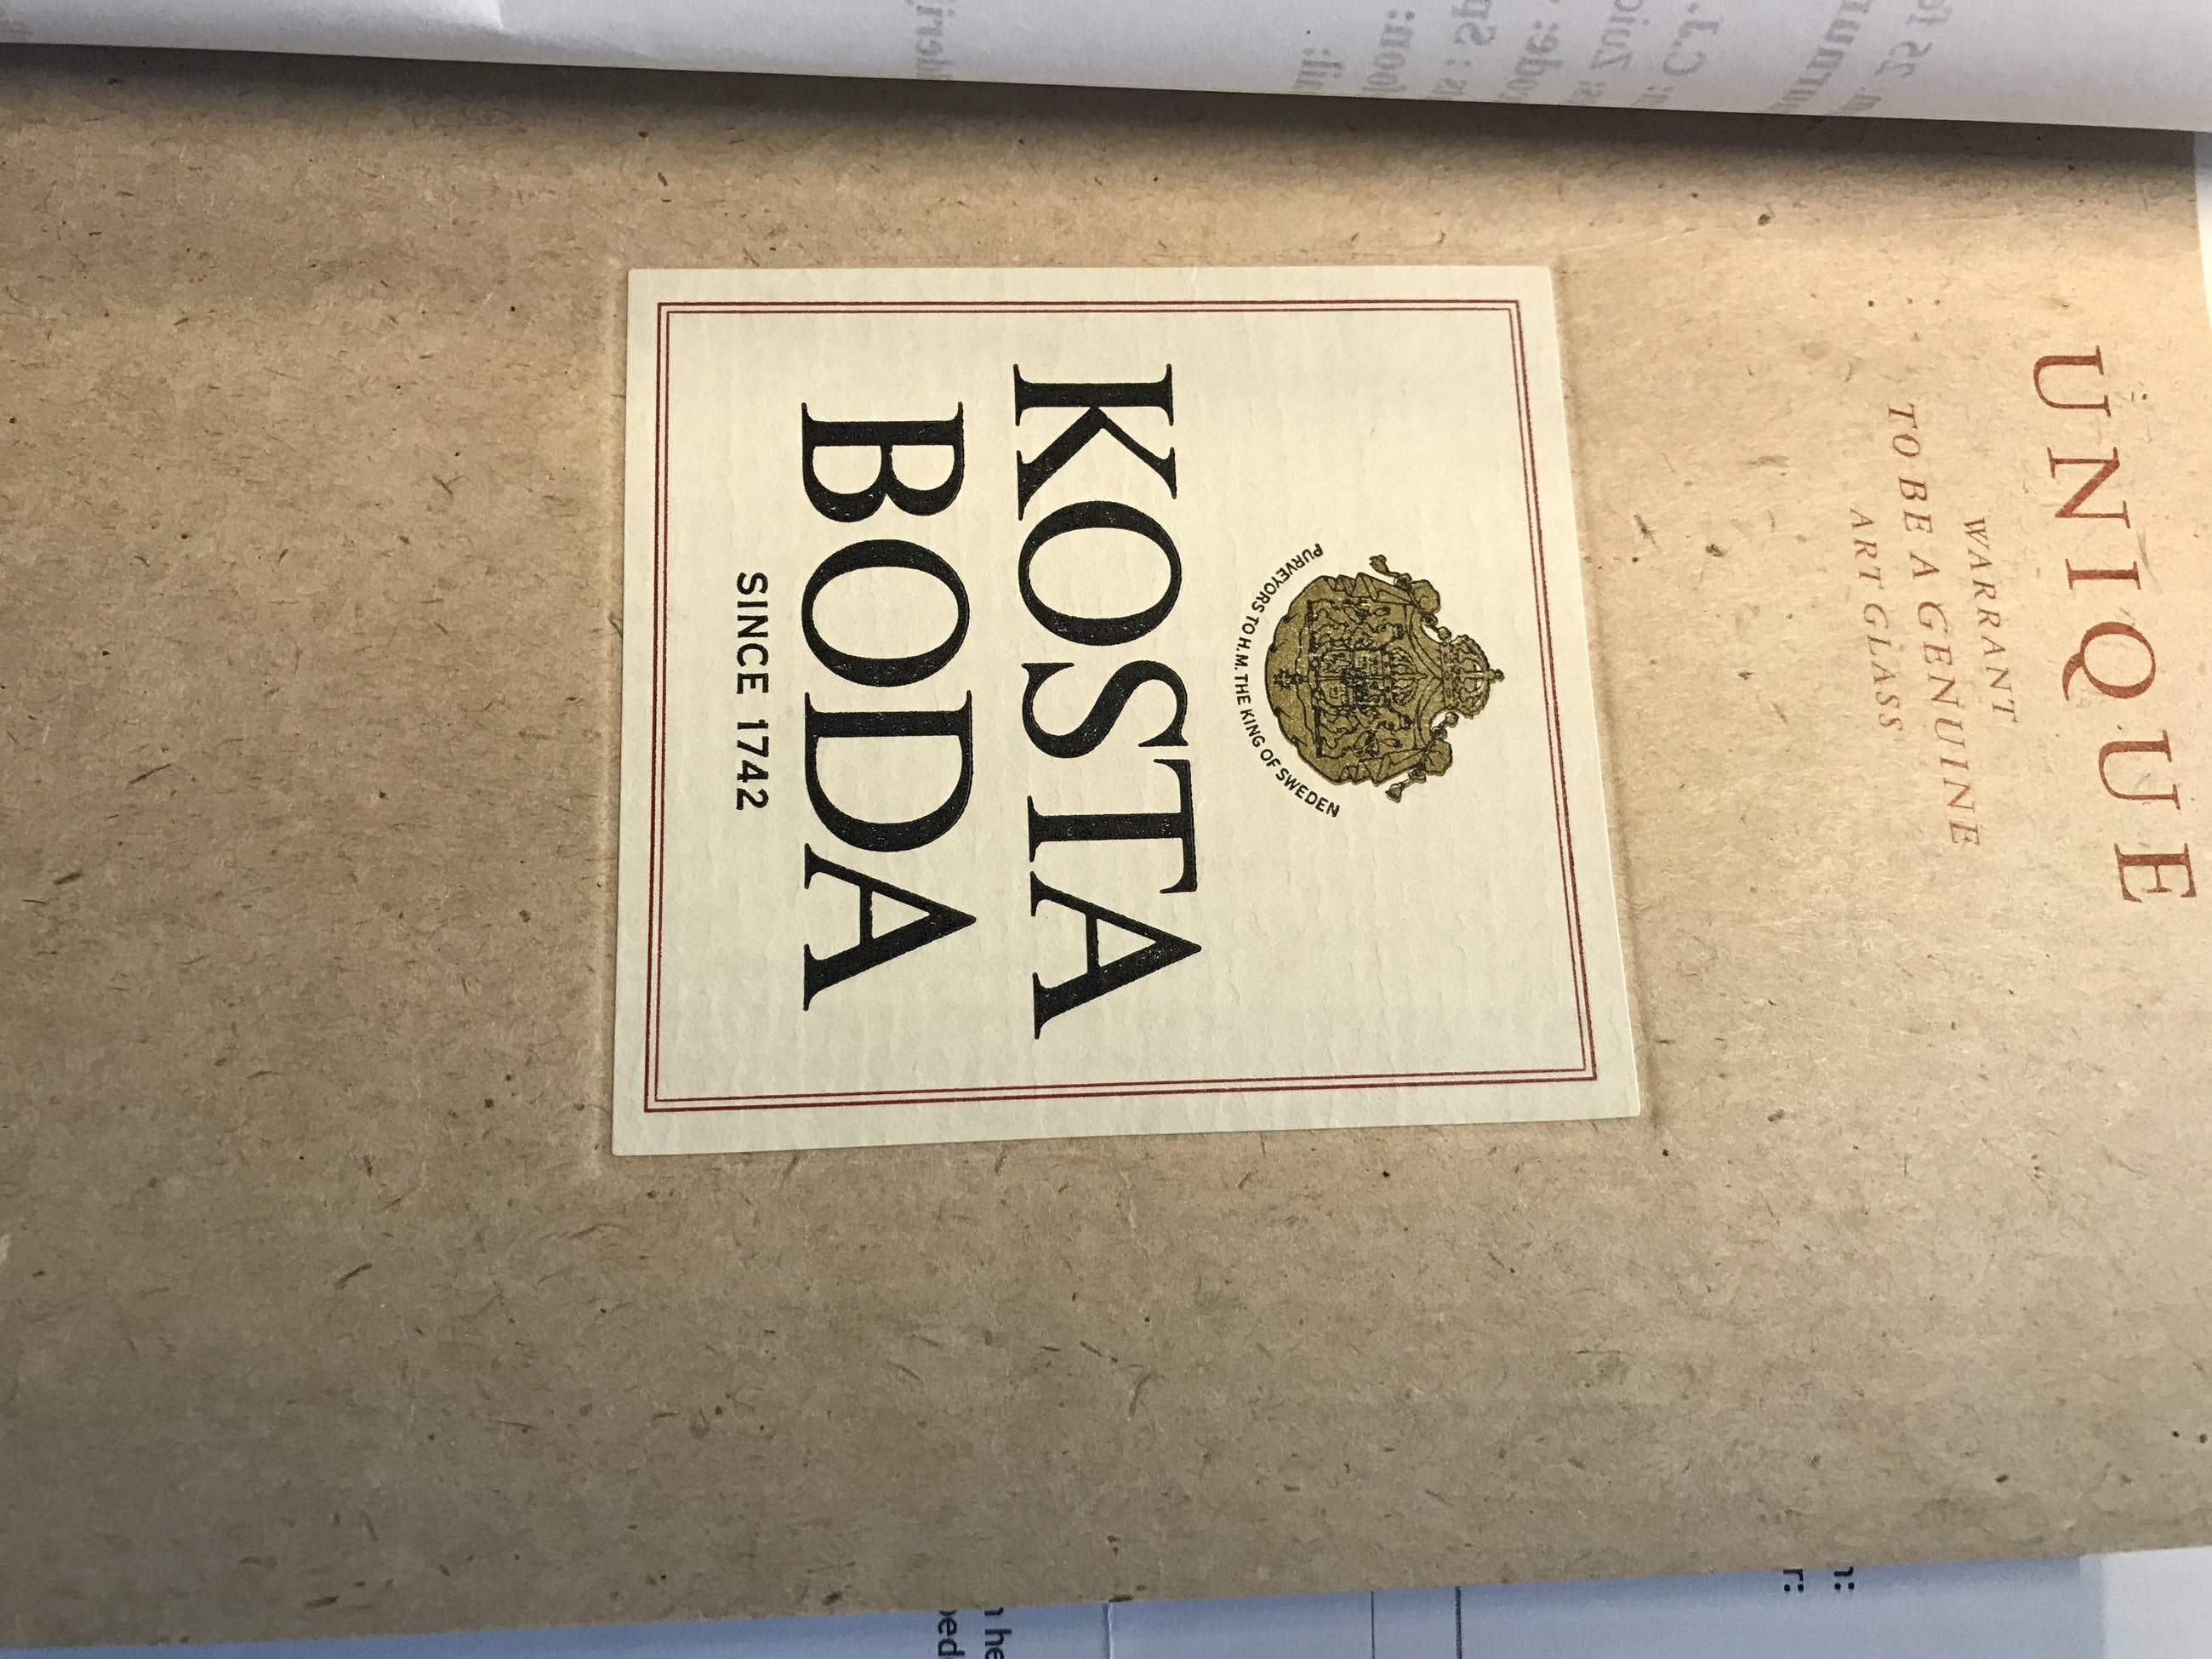 UNIQUE
WARRANT
TO BE A GENUINE
ART GLASS
PURVEYORS TO H.M. THE KING OF SWEDEN
KOSTA
BODA
SINCE 1742